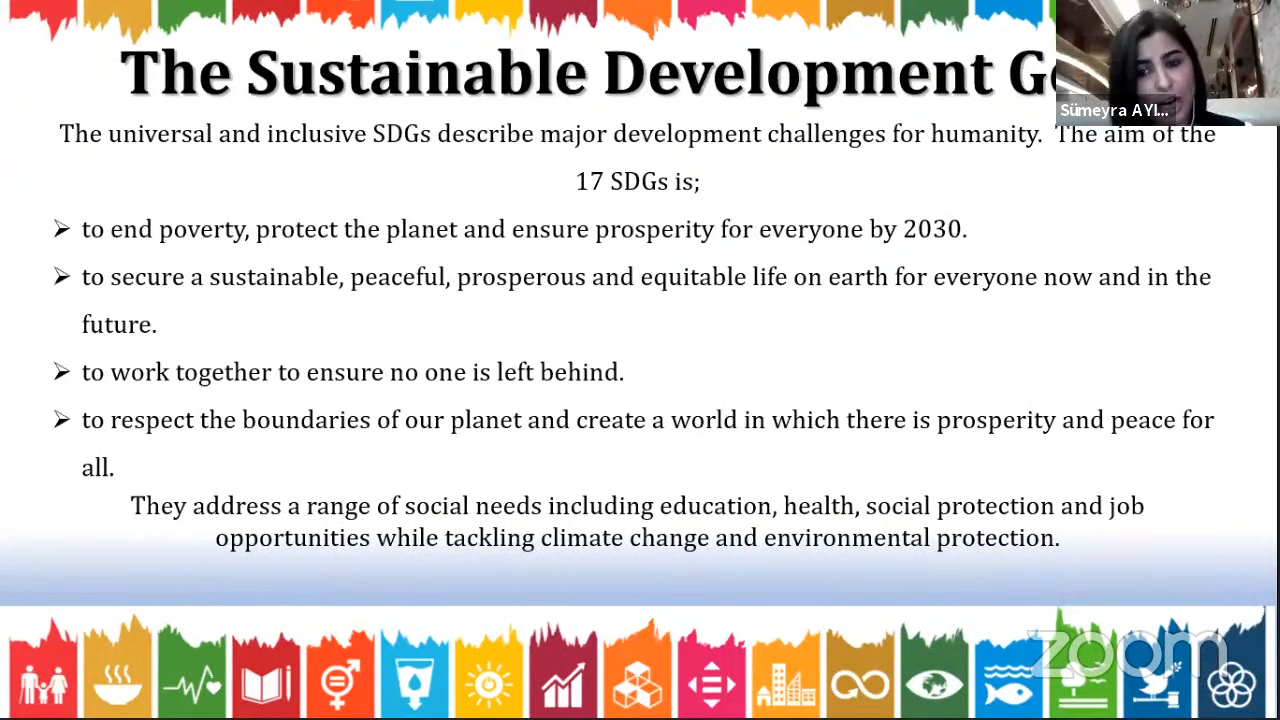 The Sustainable Development
Sümeyra AYI...
The universal and inclusive SDGs describe major development challenges for humanity. The aim of the
17 SDGs is;
➢ to end poverty, protect the planet and ensure prosperity for everyone by 2030.
➢ to secure a sustainable, peaceful, prosperous and equitable life on earth for everyone now and in the
future.
➢ to work together to ensure no one is left behind.
➢ to respect the boundaries of our planet and create a world in which there is prosperity and peace for
all.
They address a range of social needs including education, health, social protection and job
opportunities while tackling climate change and environmental protection.
zoom